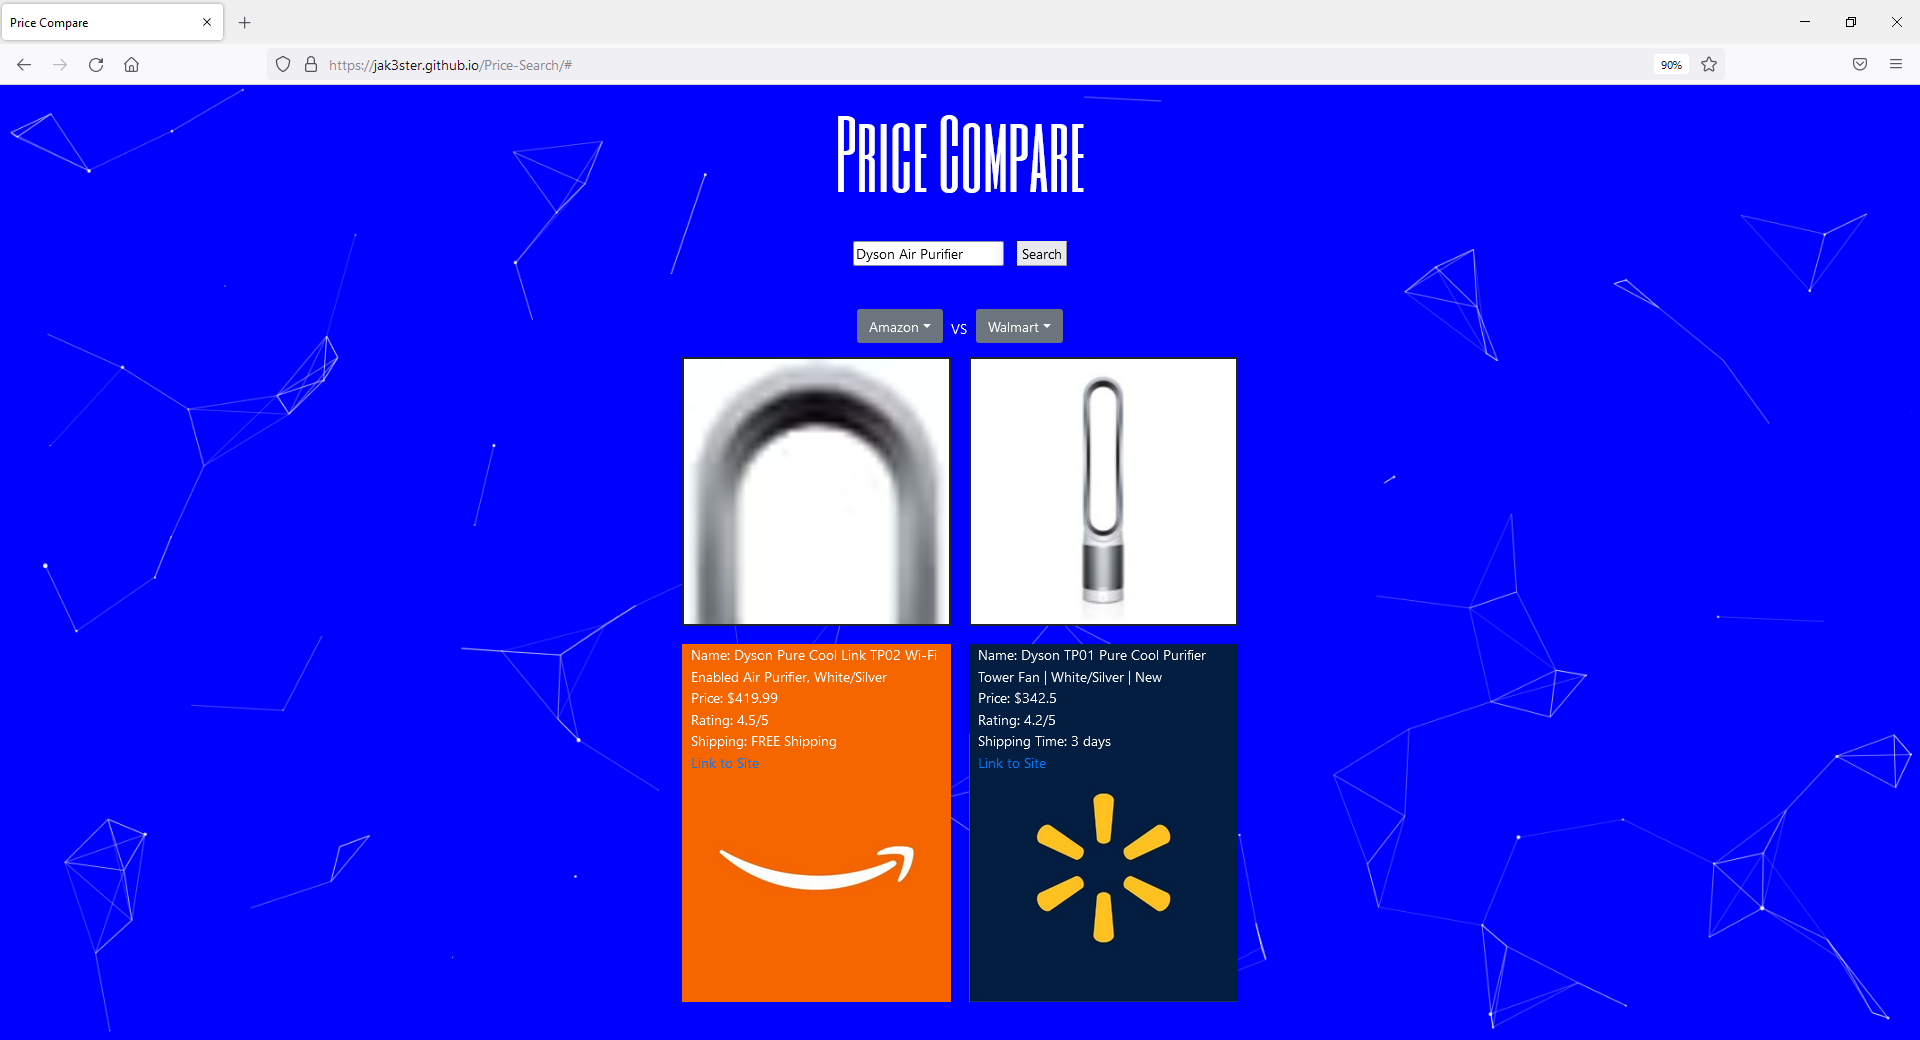 Price Compare
https://jak3ster.github.io/Price-Search/#
90%
Price Compare
Dyson Air Purifier
Search
Amazon
VS
Walmart
Name: Dyson Pure Cool Link TP02 Wi-Fi
Enabled Air Purifier, White/Silver
Price: $419.99
Rating: 4.5/5
Shipping: FREE Shipping
Link to Site
Name: Dyson TP01 Pure Cool Purifier
Tower Fan | White/Silver | New
Price: $342.5
Rating: 4.2/5
Shipping Time: 3 days
Link to Site